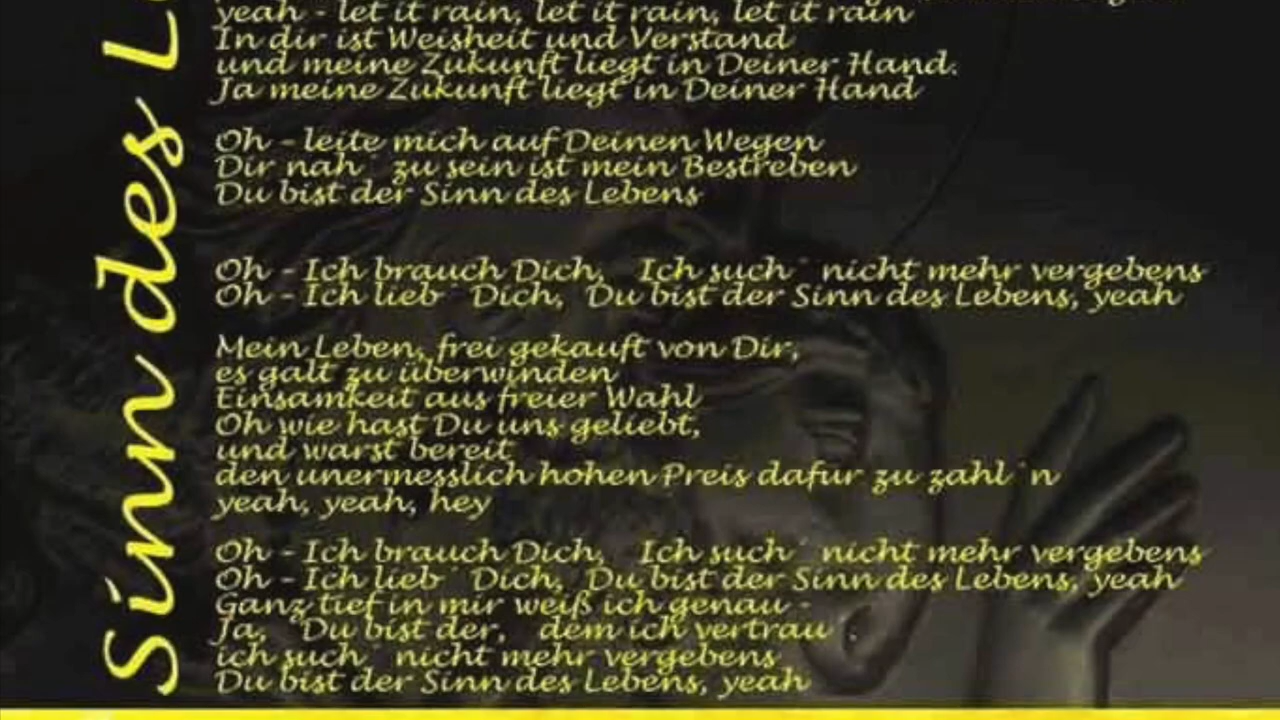 Sinn des L
yeah - let it rain, let it rain, let it rain
In dir ist Weisheit und Verstand
und meine Zukunft liegt in Deiner Hand.
Ja meine Zukunft liegt in Deiner Hand
Oh - leite mich auf Deinen Wegen
Dir nah´ zu sein ist mein Bestreben
Du bist der Sinn des Lebens
Oh - Ich brauch Dich, Ich such´ nicht mehr vergebens
Oh - Ich lieb´ Dich, Du bist der Sinn des Lebens, yeah
Mein Leben, frei gekauft von Dir,
es galt zu überwinden
Einsamkeit aus freier Wahl
Oh wie hast Du uns geliebt,
und warst bereit
den unermesslich hohen Preis dafur zu zahl´n
yeah, yeah, hey
Oh - Ich brauch Dich, Ich such´ nicht mehr vergebens
Oh - Ich lieb´ Dich, Du bist der Sinn des Lebens, yeah
Ganz tief in mir weiß ich genau -
Ja, Du bist der, dem ich vertrau
ich such´ nicht mehr vergebens
Du bist der Sinn des Lebens, yeah